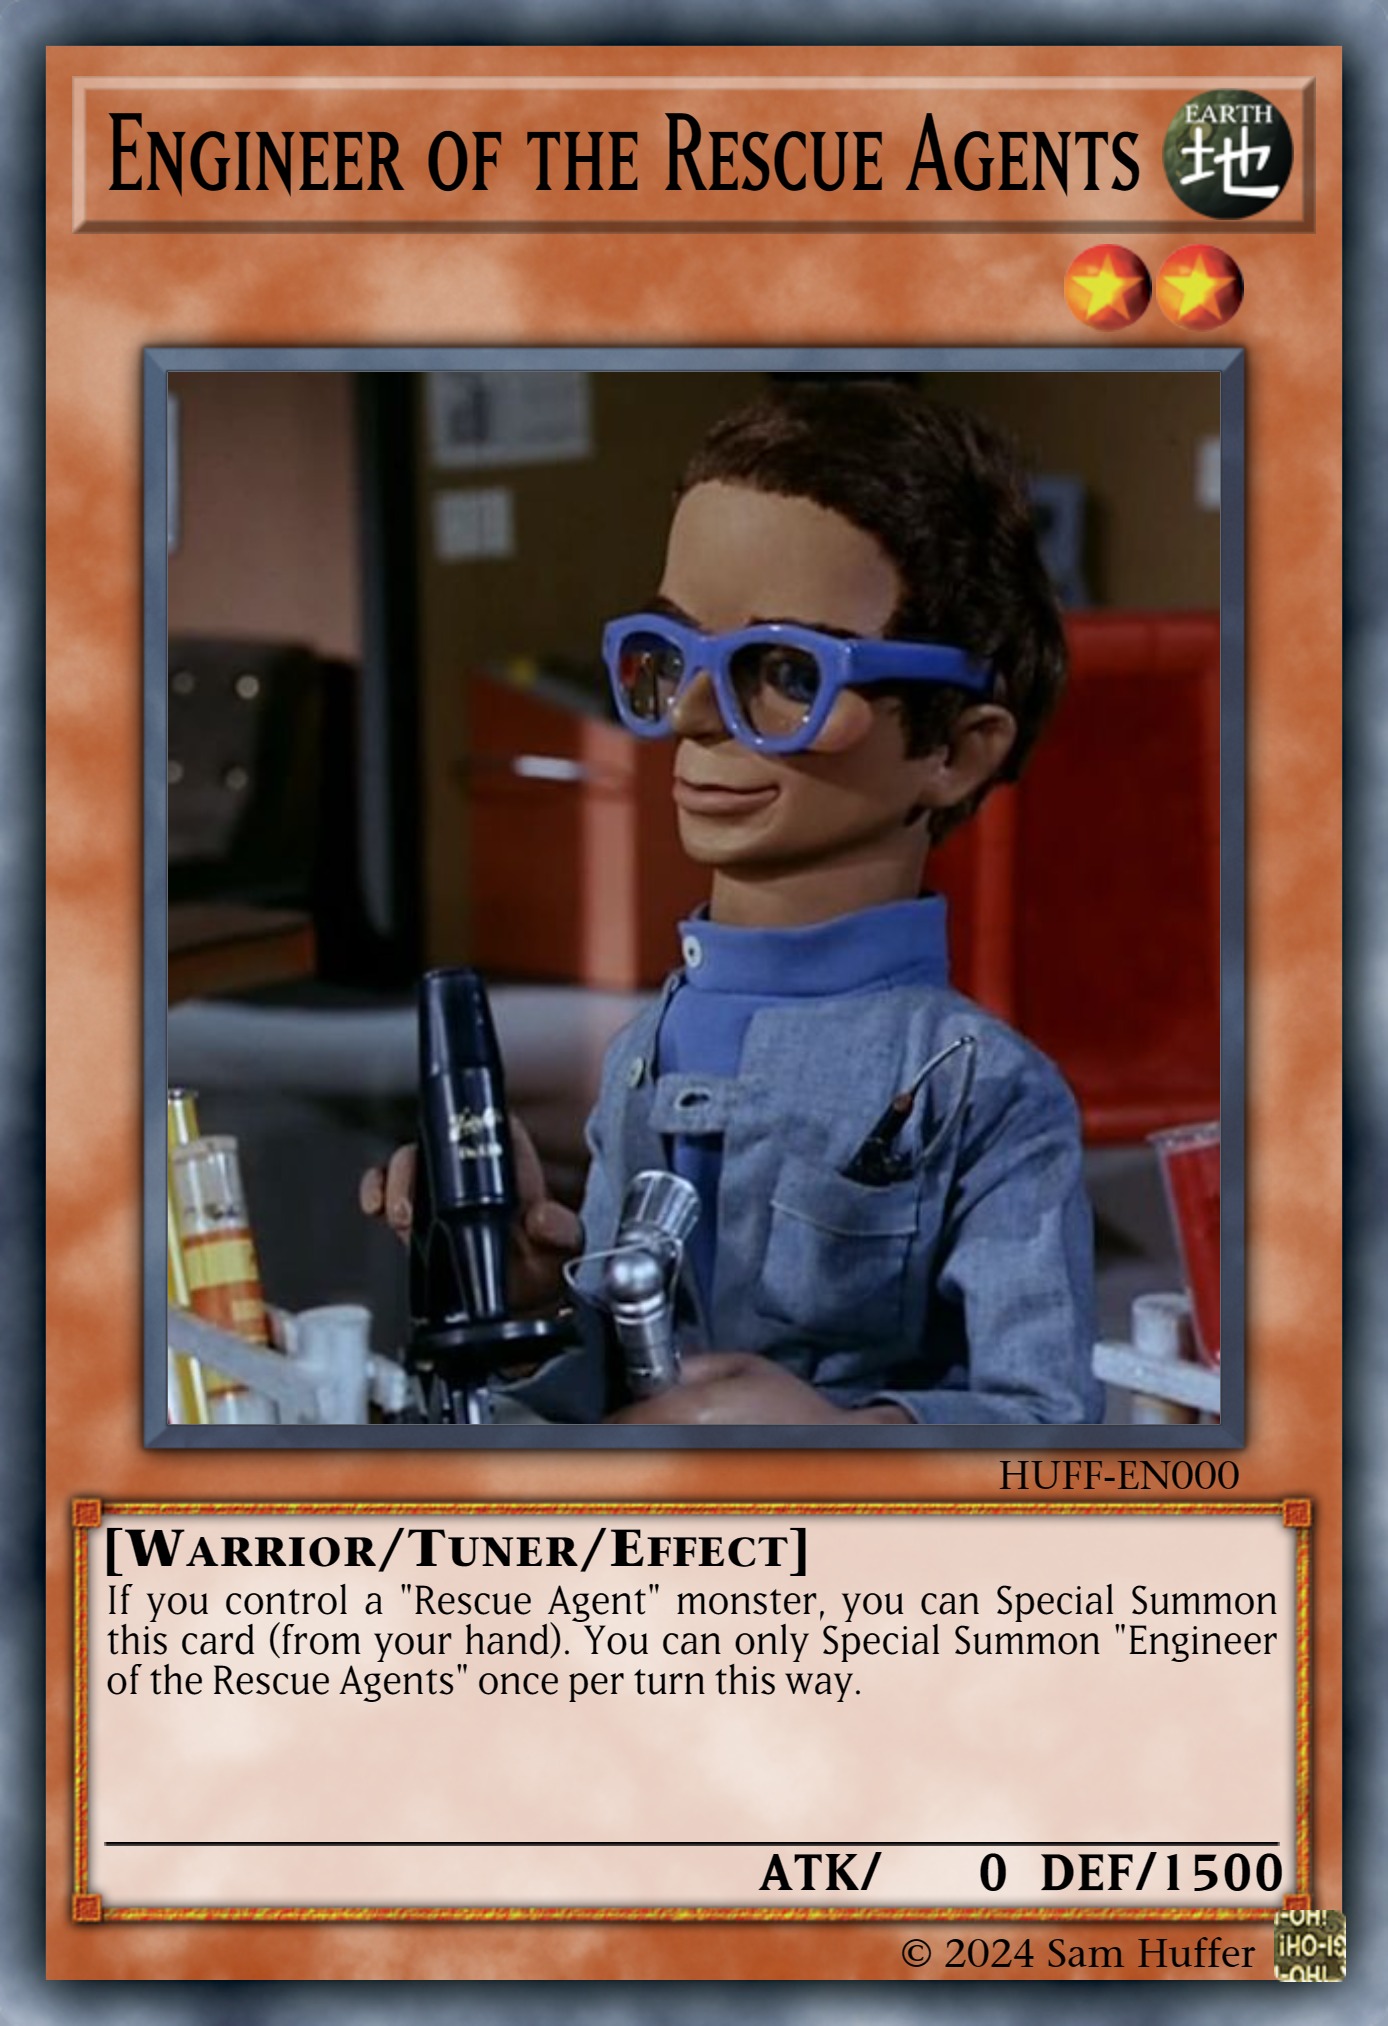 Engineer of the Rescue Agents
EARTH
地
HUFF-EN000
[Warrior/Tuner/Effect]
If you control a "Rescue Agent" monster, you can Special Summon
this card (from your hand). You can only Special Summon "Engineer
of the Rescue Agents" once per turn this way.
ATK/ 0 DEF/1500
© 2024 Sam Huffer